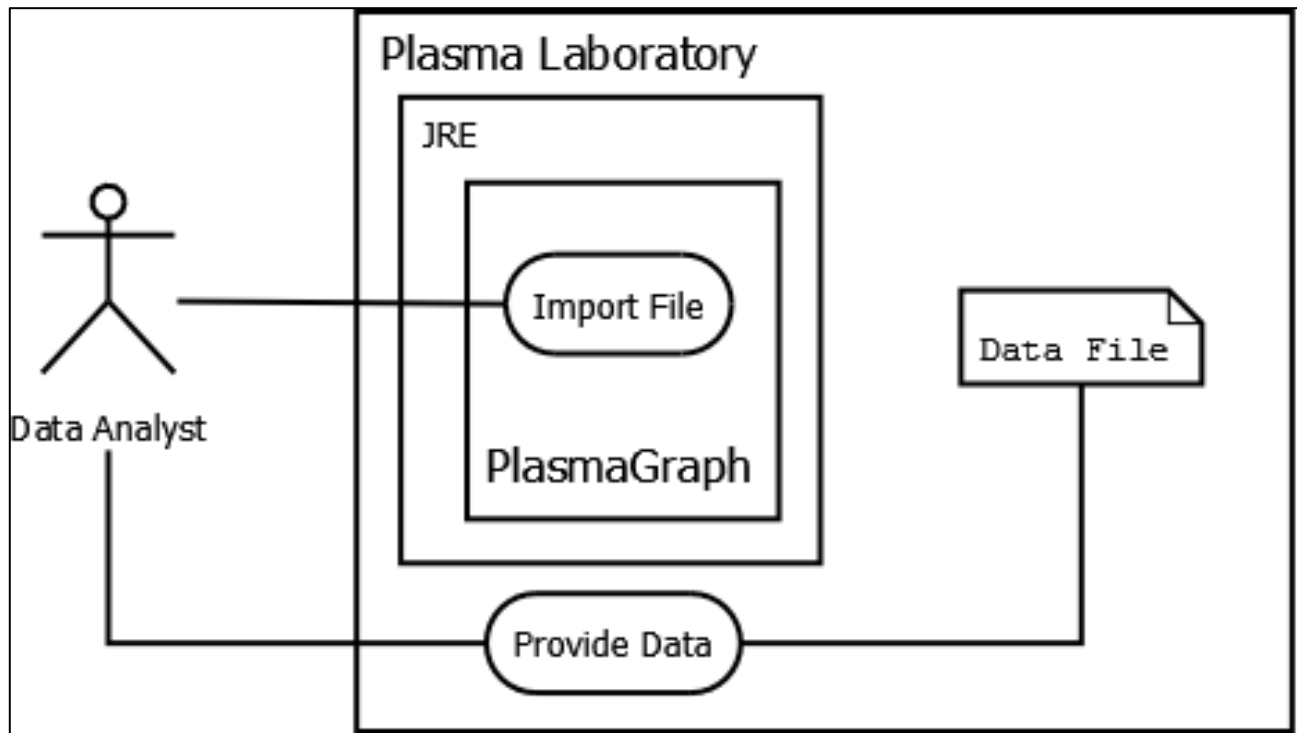 Plasma Laboratory
JRE
Import File
Data File
Data Analyst
PlasmaGraph
Provide Data